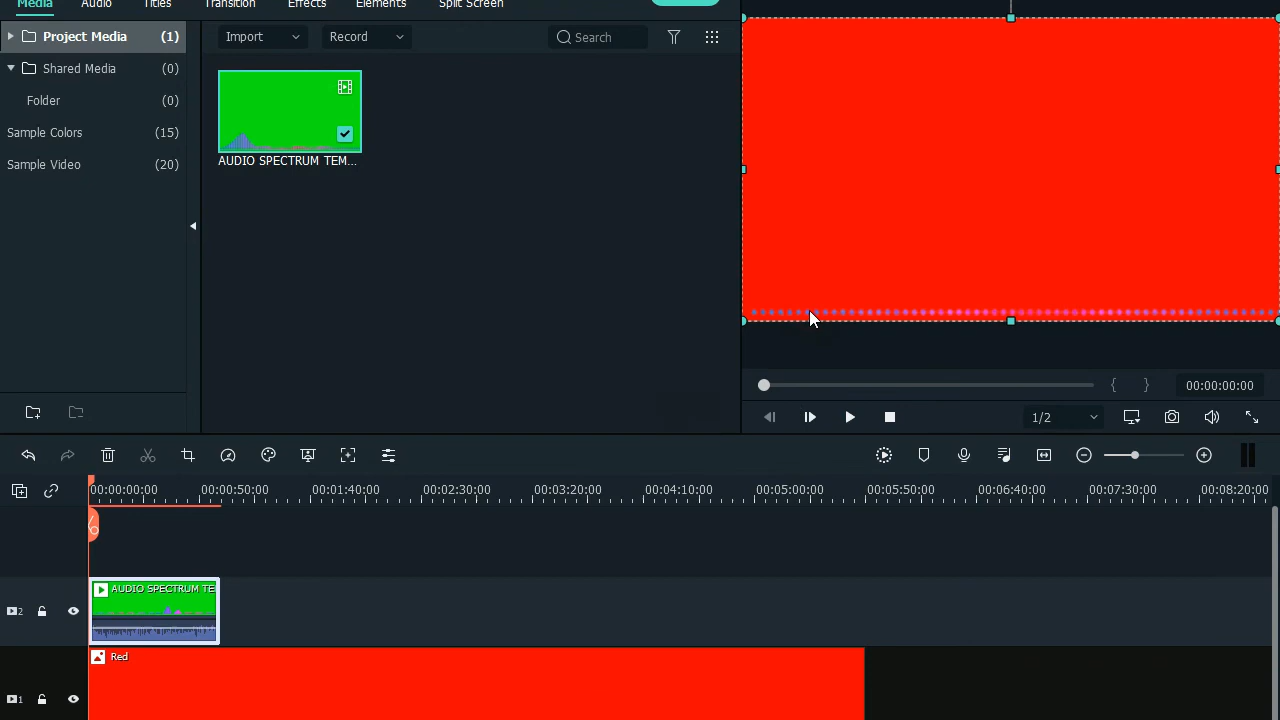 Media Audio Titles Transition Effects Elements Split Screen
Project Media (1)
Import Record Search
Shared Media (0)
Folder (0)
Sample Colors (15)
Sample Video (20)
AUDIO SPECTRUM TEM...
{ } 00:00:00:00
1/2
00:00:00:00 00:00:50:00 00:01:40:00 00:02:30:00 00:03:20:00 00:04:10:00 00:05:00:00 00:05:50:00 00:06:40:00 00:07:30:00 00:08:20:00
AUDIO SPECTRUM TE
2
Red
1